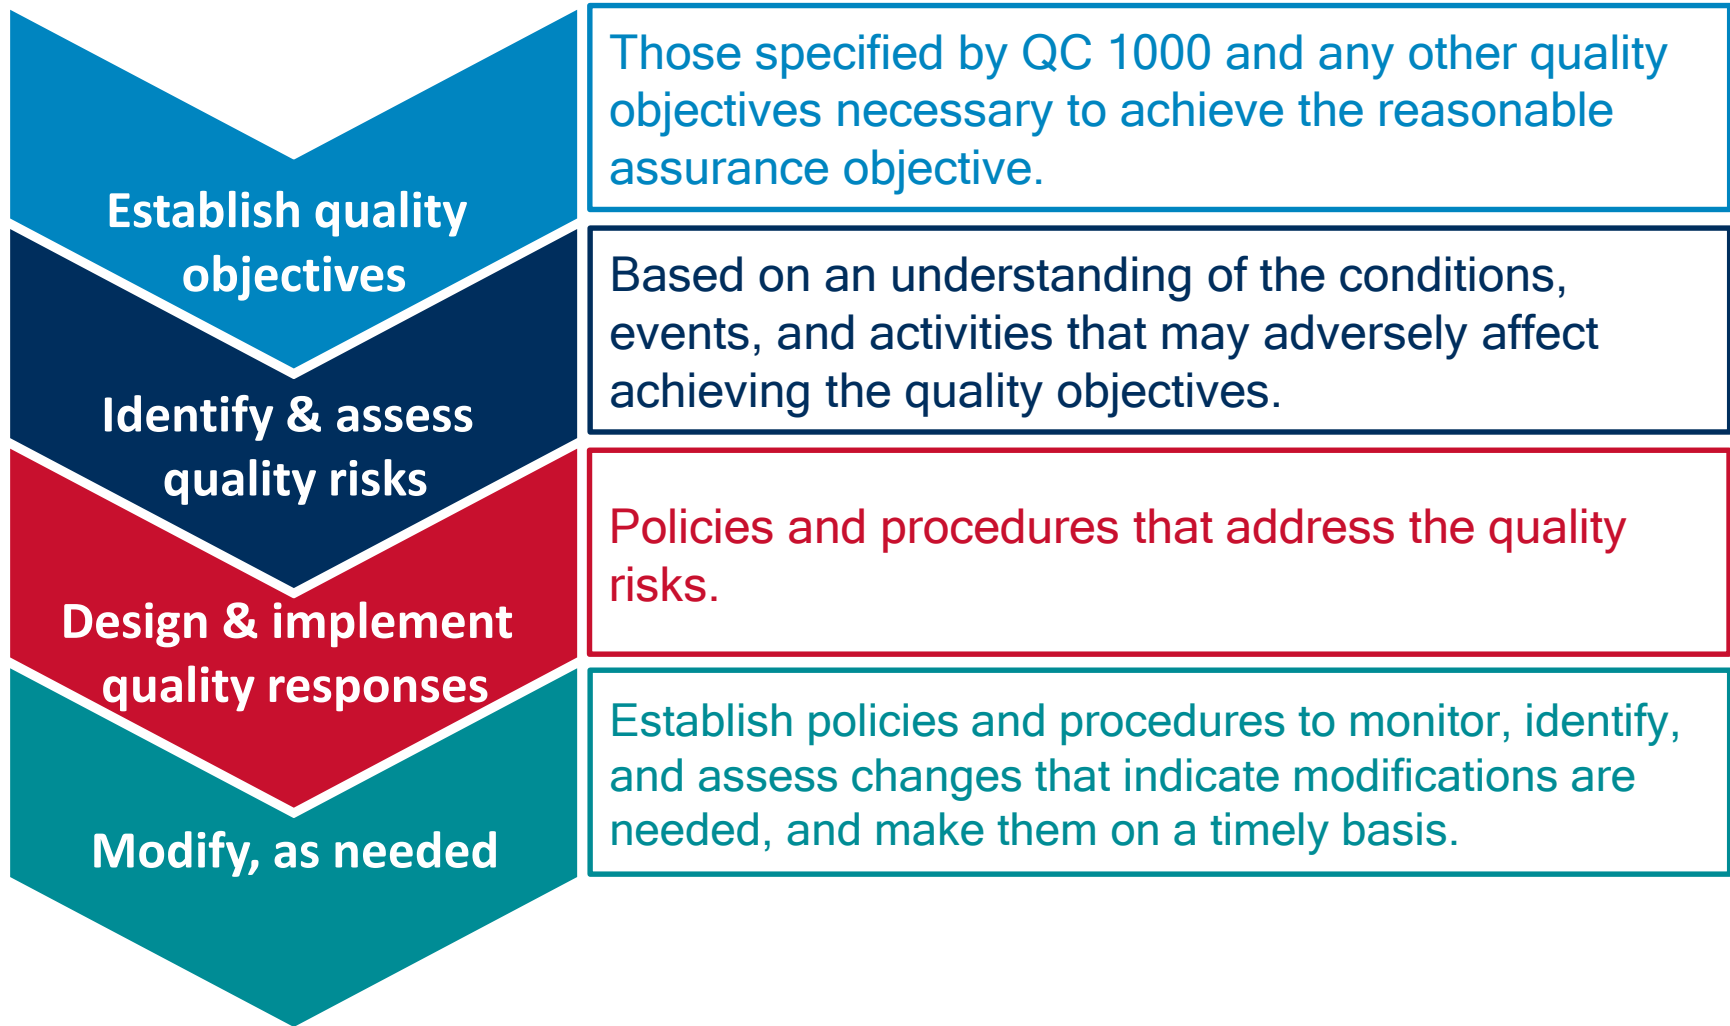 Establish quality
objectives
Those specified by QC 1000 and any other quality
objectives necessary to achieve the reasonable
assurance objective.
Identify & assess
quality risks
Based on an understanding of the conditions,
events, and activities that may adversely affect
achieving the quality objectives.
Design & implement
quality responses
Policies and procedures that address the quality
risks.
Modify, as needed
Establish policies and procedures to monitor, identify,
and assess changes that indicate modifications are
needed, and make them on a timely basis.